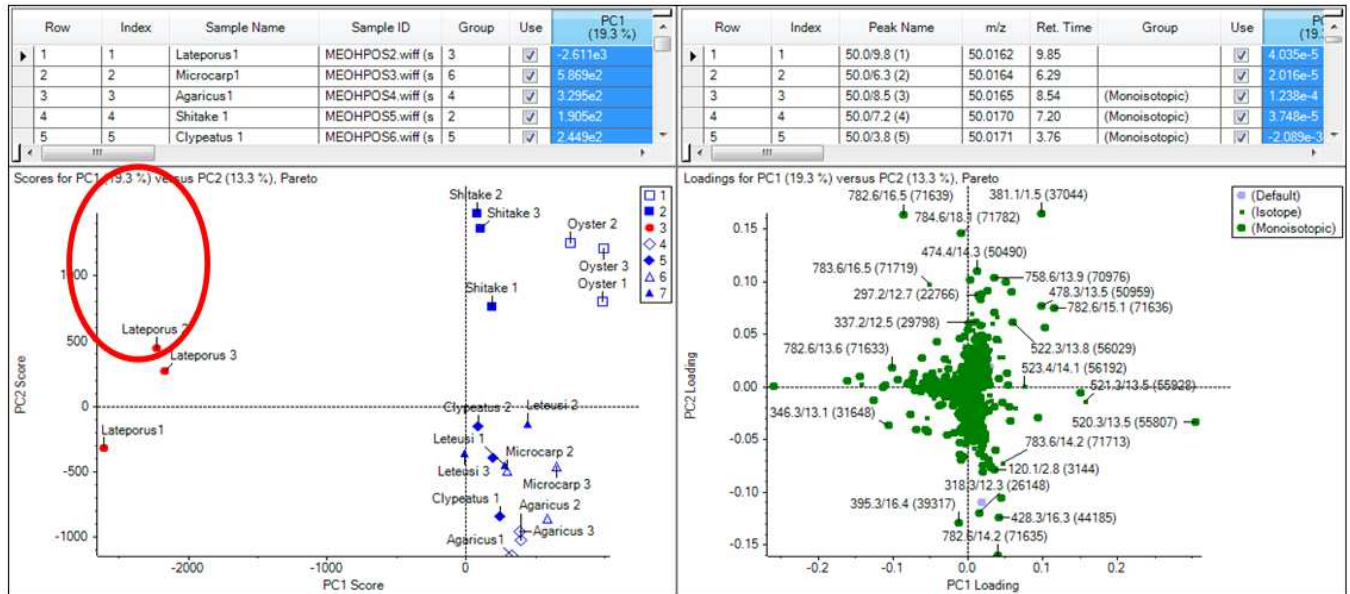 Row Index Sample Name Sample ID Group Use PC1 (19.3 %)
1 1 Lateporus1 MEOHPOS2.wiff (s 3 -2.611e3
2 2 Microcarp1 MEOHPOS3.wiff (s 6 5.869e2
3 3 Agaricus1 MEOHPOS4.wiff (s 4 3.295e2
4 4 Shitake 1 MEOHPOS5.wiff (s 2 1.905e2
5 5 Clypeatus 1 MEOHPOS6.wiff (s 5 2.449e2
Row Index Peak Name m/z Ret. Time Group Use
1 1 50.0/9.8 (1) 50.0162 9.85 4.035e-5
2 2 50.0/6.3 (2) 50.0164 6.29 2.016e-5
3 3 50.0/8.5 (3) 50.0165 8.54 (Monoisotopic) 1.238e-4
4 4 50.0/7.2 (4) 50.0170 7.20 (Monoisotopic) 3.748e-5
5 5 50.0/3.8 (5) 50.0171 3.76 (Monoisotopic) -2.089e-3
Scores for PC1 (19.3 %) versus PC2 (13.3 %), Pareto
Shitake 2
Shitake 3
Oyster 2
Oyster 3
Oyster 1
Shitake 1
Lateporus 2
Lateporus 3
Lateporus1
Clypeatus 2
Leteusi 2
Leteusi 1
Leteusi 3
Microcarp 2
Microcarp 3
Clypeatus 1
Agaricus 2
Agaricus 3
Agaricus1
1
2
3
4
5
6
7
1000
500
0
-500
-1000
PC2 Score
-2000 -1000 0
PC1 Score
Loadings for PC1 (19.3 %) versus PC2 (13.3 %), Pareto
(Default)
(Isotope)
(Monoisotopic)
782.6/16.5 (71639)
381.1/1.5 (37044)
784.6/18.1 (71782)
474.4/14.3 (50490)
783.6/16.5 (71719)
758.6/13.9 (70976)
297.2/12.7 (22766)
478.3/13.5 (50959)
782.6/15.1 (71636)
337.2/12.5 (29798)
522.3/13.8 (56029)
782.6/13.6 (71633)
523.4/14.1 (56192)
521.3/13.5 (55928)
346.3/13.1 (31648)
520.3/13.5 (55807)
783.6/14.2 (71713)
120.1/2.8 (3144)
318.3/12.3 (26148)
395.3/16.4 (39317)
428.3/16.3 (44185)
782.6/14.2 (71635)
0.15
0.10
0.05
0.00
-0.05
-0.10
-0.15
PC2 Loading
-0.2 -0.1 0.0 0.1 0.2 0.3
PC1 Loading